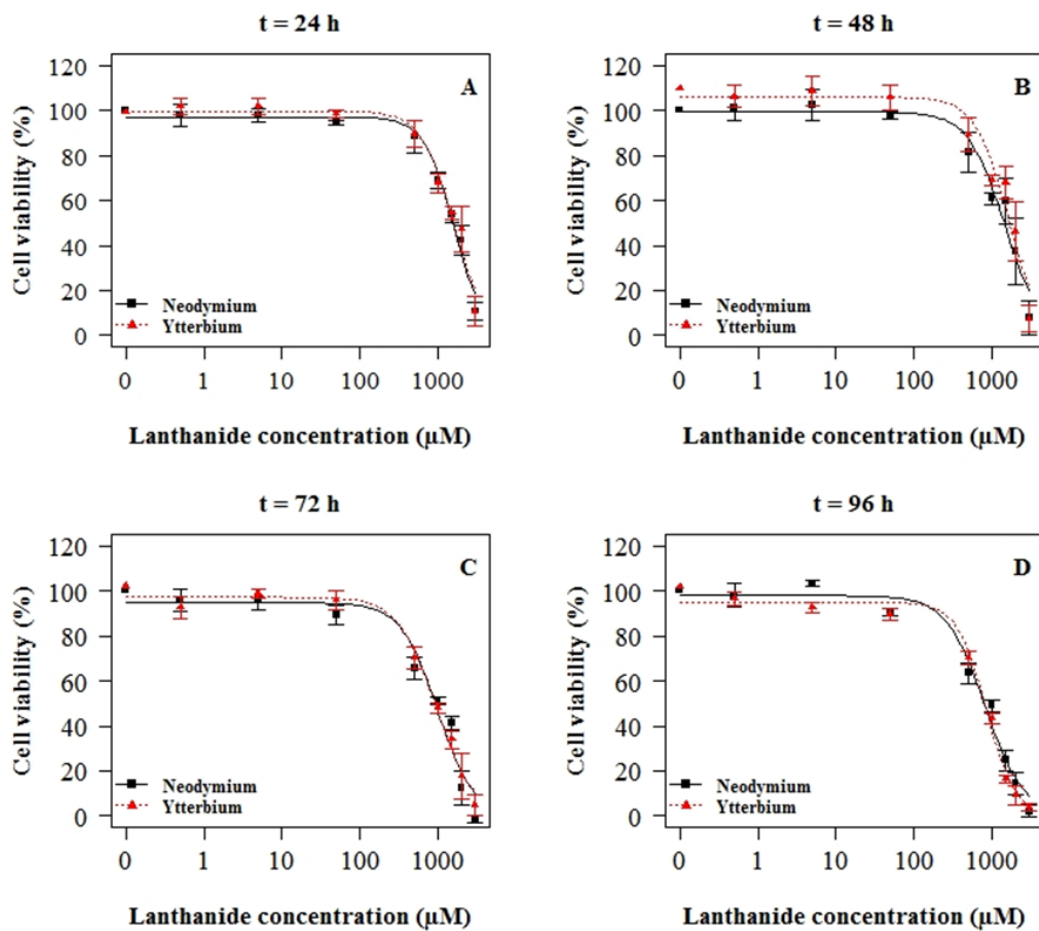 t = 24 h
120
100
80
60
40
20
0
Cell viability (%)
A
Neodymium
Ytterbium
0 1 10 100 1000
Lanthanide concentration (µM)
t = 48 h
120
100
80
60
40
20
0
Cell viability (%)
B
Neodymium
Ytterbium
0 1 10 100 1000
Lanthanide concentration (µM)
t = 72 h
120
100
80
60
40
20
0
Cell viability (%)
C
Neodymium
Ytterbium
0 1 10 100 1000
Lanthanide concentration (µM)
t = 96 h
120
100
80
60
40
20
0
Cell viability (%)
D
Neodymium
Ytterbium
0 1 10 100 1000
Lanthanide concentration (µM)